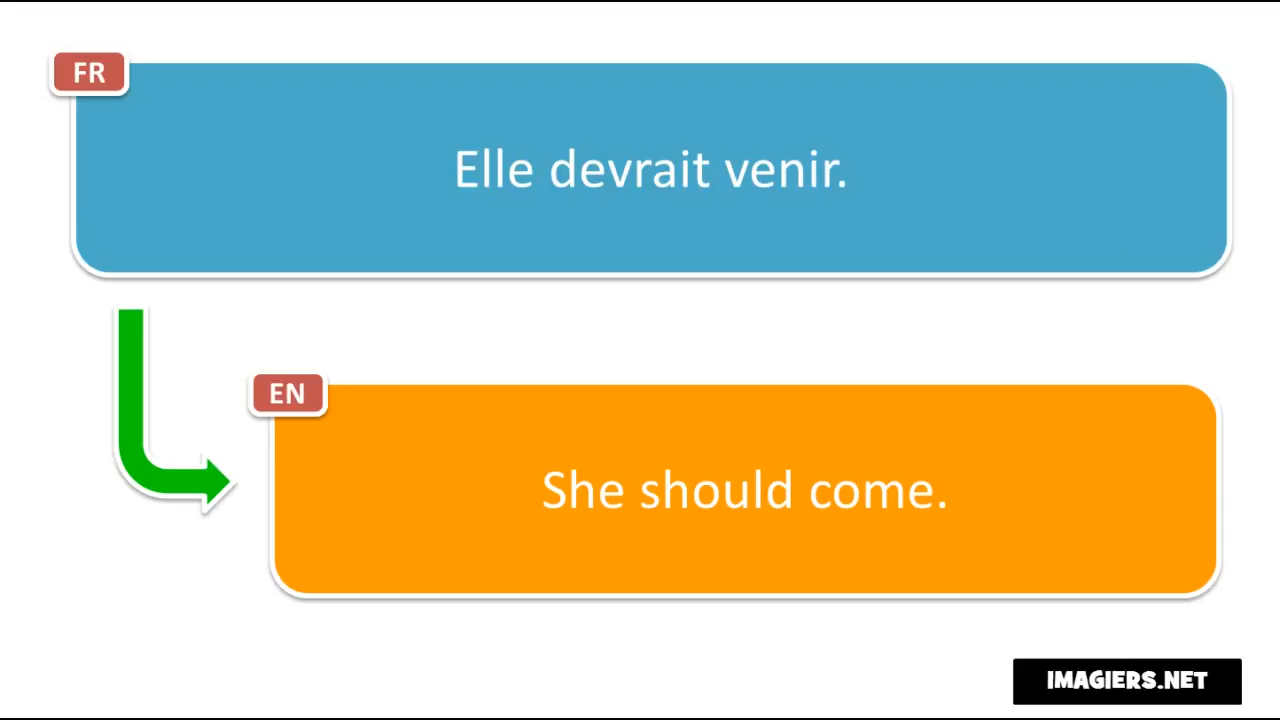 FR
Elle devrait venir.
EN
She should come.
IMAGIERS.NET